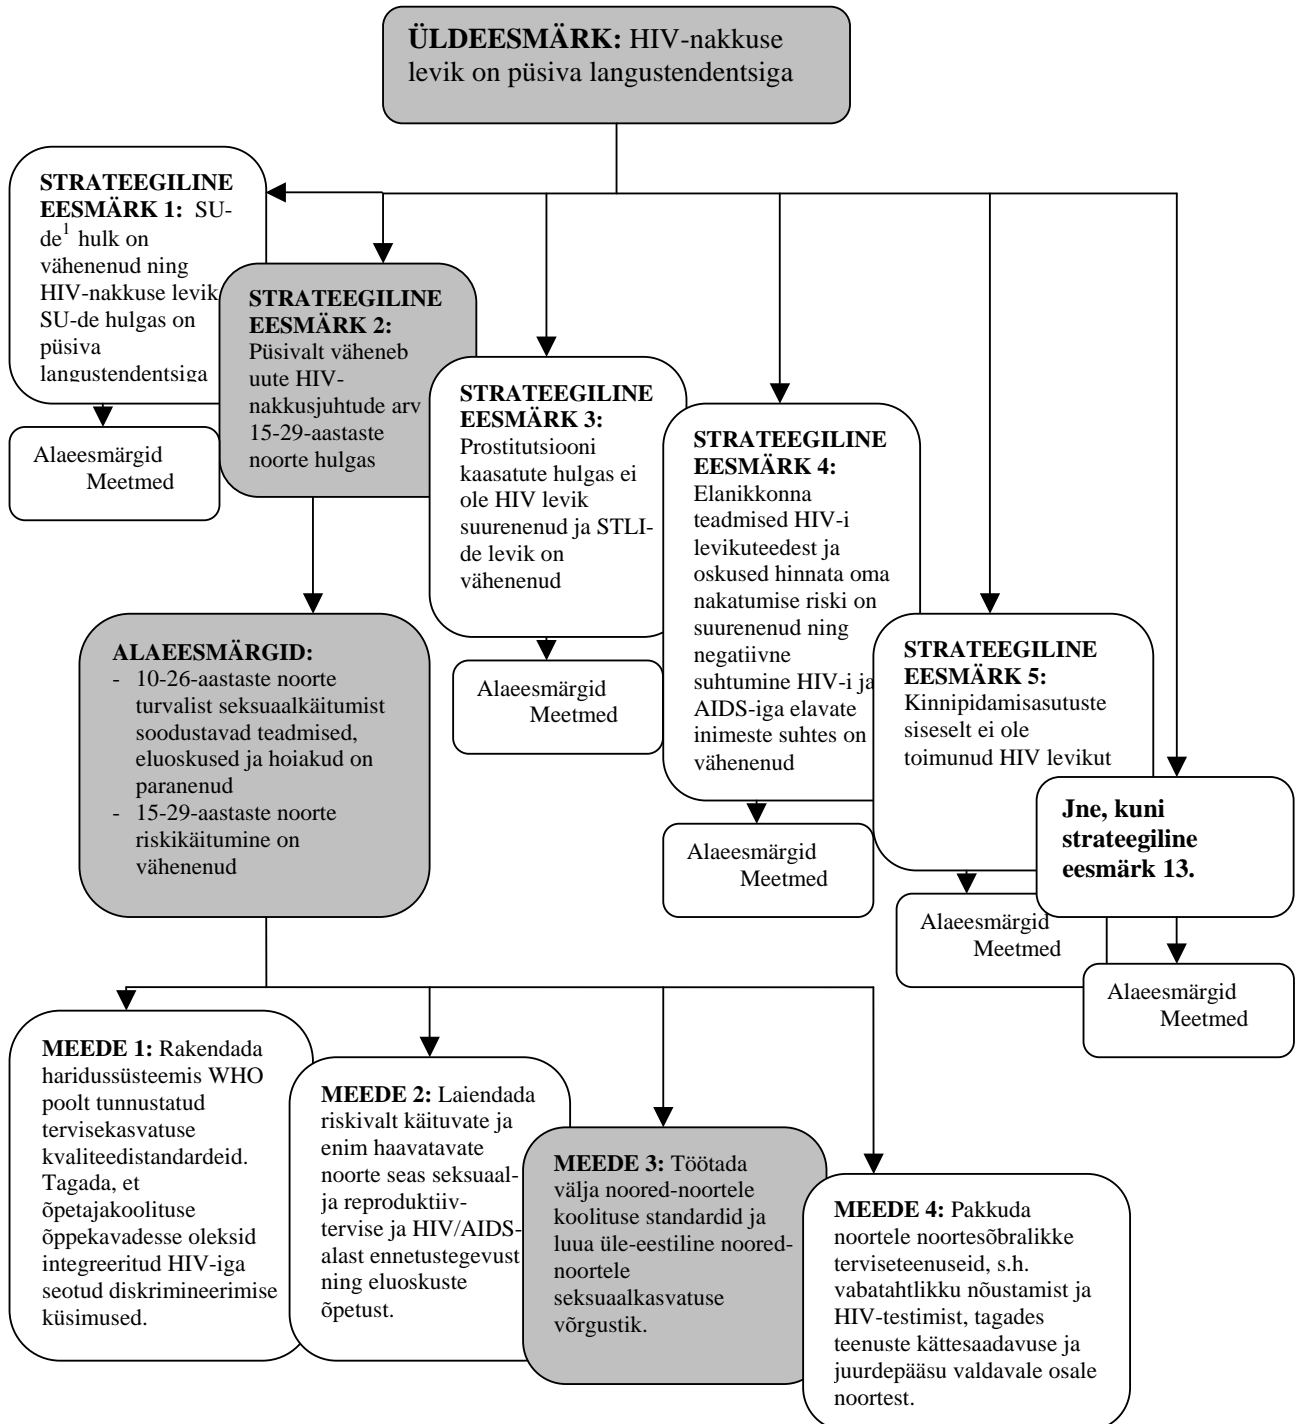 ÜLDEESMÄRK: HIV-nakkuse
levik on püsiva langustendentsiga
STRATEEGILINE
EESMÄRK 1: SU-
de¹ hulk on
vähenenud ning
HIV-nakkuse levik
SU-de hulgas on
püsiva
langustendentsiga
Alaeesmärgid
Meetmed
STRATEEGILINE
EESMÄRK 2:
Püsivalt väheneb
uute HIV-
nakkusjuhtude arv
15-29-aastaste
noorte hulgas
STRATEEGILINE
EESMÄRK 3:
Prostitutsiooni
kaasatute hulgas ei
ole HIV levik
suurenenud ja STLI-
de levik on
vähenenud
Alaeesmärgid
Meetmed
STRATEEGILINE
EESMÄRK 4:
Elanikkonna
teadmised HIV-i
levikuteedest ja
oskused hinnata oma
nakatumise riski on
suurenenud ning
negatiivne
suhtumine HIV-i ja
AIDS-iga elavate
inimeste suhtes on
vähenenud
Alaeesmärgid
Meetmed
STRATEEGILINE
EESMÄRK 5:
Kinnipidamisasutuste
siseselt ei ole
toimunud HIV levikut
Alaeesmärgid
Meetmed
Jne, kuni
strateegiline
eesmärk 13.
Alaeesmärgid
Meetmed
ALAEESMÄRGID:
- 10-26-aastaste noorte
turvalist seksuaalkäitumist
soodustavad teadmised,
eluoskused ja hoiakud on
paranenud
- 15-29-aastaste noorte
riskikäitumine on
vähenenud
MEEDE 1: Rakendada
haridussüsteemis WHO
poolt tunnustatud
tervisekasvatuse
kvaliteedistandardeid.
Tagada, et
õpetajakoolituse
õppekavadesse oleksid
integreeritud HIV-iga
seotud diskrimineerimise
küsimused.
MEEDE 2: Laiendada
riskivalt käituvate ja
enim haavatavate
noorte seas seksuaal-
ja reproduktiiv-
tervise ja HIV/AIDS-
alast ennetustegevust
ning eluoskuste
õpetust.
MEEDE 3: Töötada
välja noored-noortele
koolituse standardid ja
luua üle-eestiline noored-
noortele
seksuaalkasvatuse
võrgustik.
MEEDE 4: Pakkuda
noortele noortesõbralikke
terviseteenuseid, s.h.
vabatahtlikku nõustamist ja
HIV-testimist, tagades
teenuste kättesaadavuse ja
juurdepääsu valdavale osale
noortest.